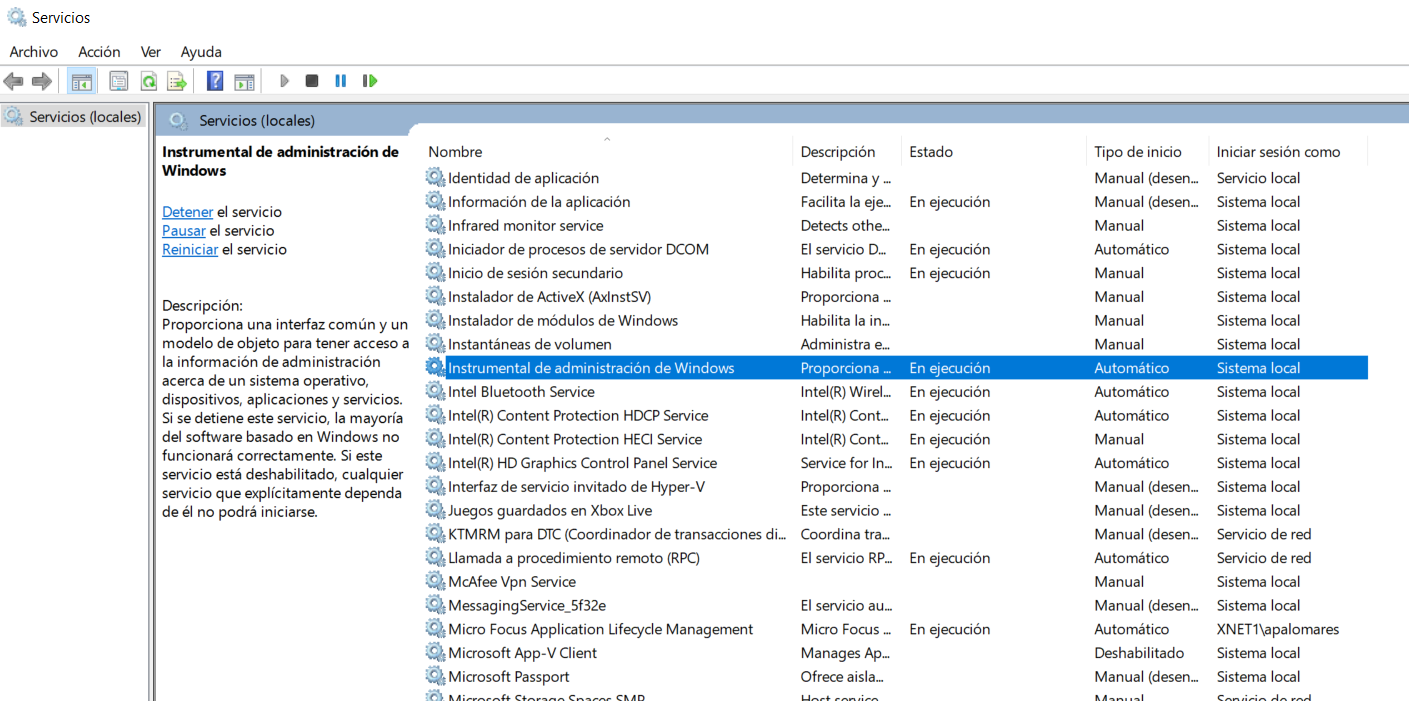 Servicios
Archivo Acción Ver Ayuda
Servicios (locales)
Servicios (locales)
Instrumental de administración de
Windows
Detener el servicio
Pausar el servicio
Reiniciar el servicio
Descripción:
Proporciona una interfaz común y un
modelo de objeto para tener acceso a
la información de administración
acerca de un sistema operativo,
dispositivos, aplicaciones y servicios.
Si se detiene este servicio, la mayoría
del software basado en Windows no
funcionará correctamente. Si este
servicio está deshabilitado, cualquier
servicio que explícitamente dependa
de él no podrá iniciarse.
Nombre Descripción Estado Tipo de inicio Iniciar sesión como
Identidad de aplicación Determina y ... Manual (desen... Servicio local
Información de la aplicación Facilita la eje... En ejecución Manual (desen... Sistema local
Infrared monitor service Detects othe... Manual Sistema local
Iniciador de procesos de servidor DCOM El servicio D... En ejecución Automático Sistema local
Inicio de sesión secundario Habilita proc... En ejecución Manual Sistema local
Instalador de ActiveX (AxInstSV) Proporciona ... Manual Sistema local
Instalador de módulos de Windows Habilita la in... Manual Sistema local
Instantáneas de volumen Administra e... Manual Sistema local
Instrumental de administración de Windows Proporciona ... En ejecución Automático Sistema local
Intel Bluetooth Service Intel(R) Wirel... En ejecución Automático Sistema local
Intel(R) Content Protection HDCP Service Intel(R) Cont... En ejecución Automático Sistema local
Intel(R) Content Protection HECI Service Intel(R) Cont... En ejecución Manual Sistema local
Intel(R) HD Graphics Control Panel Service Service for In... En ejecución Automático Sistema local
Interfaz de servicio invitado de Hyper-V Proporciona ... Manual (desen... Sistema local
Juegos guardados en Xbox Live Este servicio ... Manual (desen... Sistema local
KTMRM para DTC (Coordinador de transacciones di... Coordina tra... Manual (desen... Servicio de red
Llamada a procedimiento remoto (RPC) El servicio RP... En ejecución Automático Servicio de red
McAfee Vpn Service Manual Sistema local
MessagingService_5f32e El servicio au... Manual (desen... Sistema local
Micro Focus Application Lifecycle Management Micro Focus ... En ejecución Automático XNET1\apalomares
Microsoft App-V Client Manages Ap... Deshabilitado Sistema local
Microsoft Passport Ofrece aisla... Manual (desen... Sistema local
Microsoft Storage Spaces SMP Host service... Manual Servicio de red